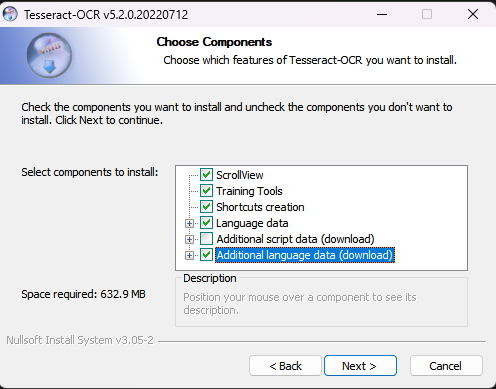 Tesseract-OCR v5.2.0.20220712
Choose Components
Choose which features of Tesseract-OCR you want to install.
Check the components you want to install and uncheck the components you don't want to
install. Click Next to continue.
Select components to install:
ScrollView
Training Tools
Shortcuts creation
Language data
Additional script data (download)
Additional language data (download)
Space required: 632.9 MB
Description
Position your mouse over a component to see its
description.
Nullsoft Install System v3.05-2
< Back
Next >
Cancel